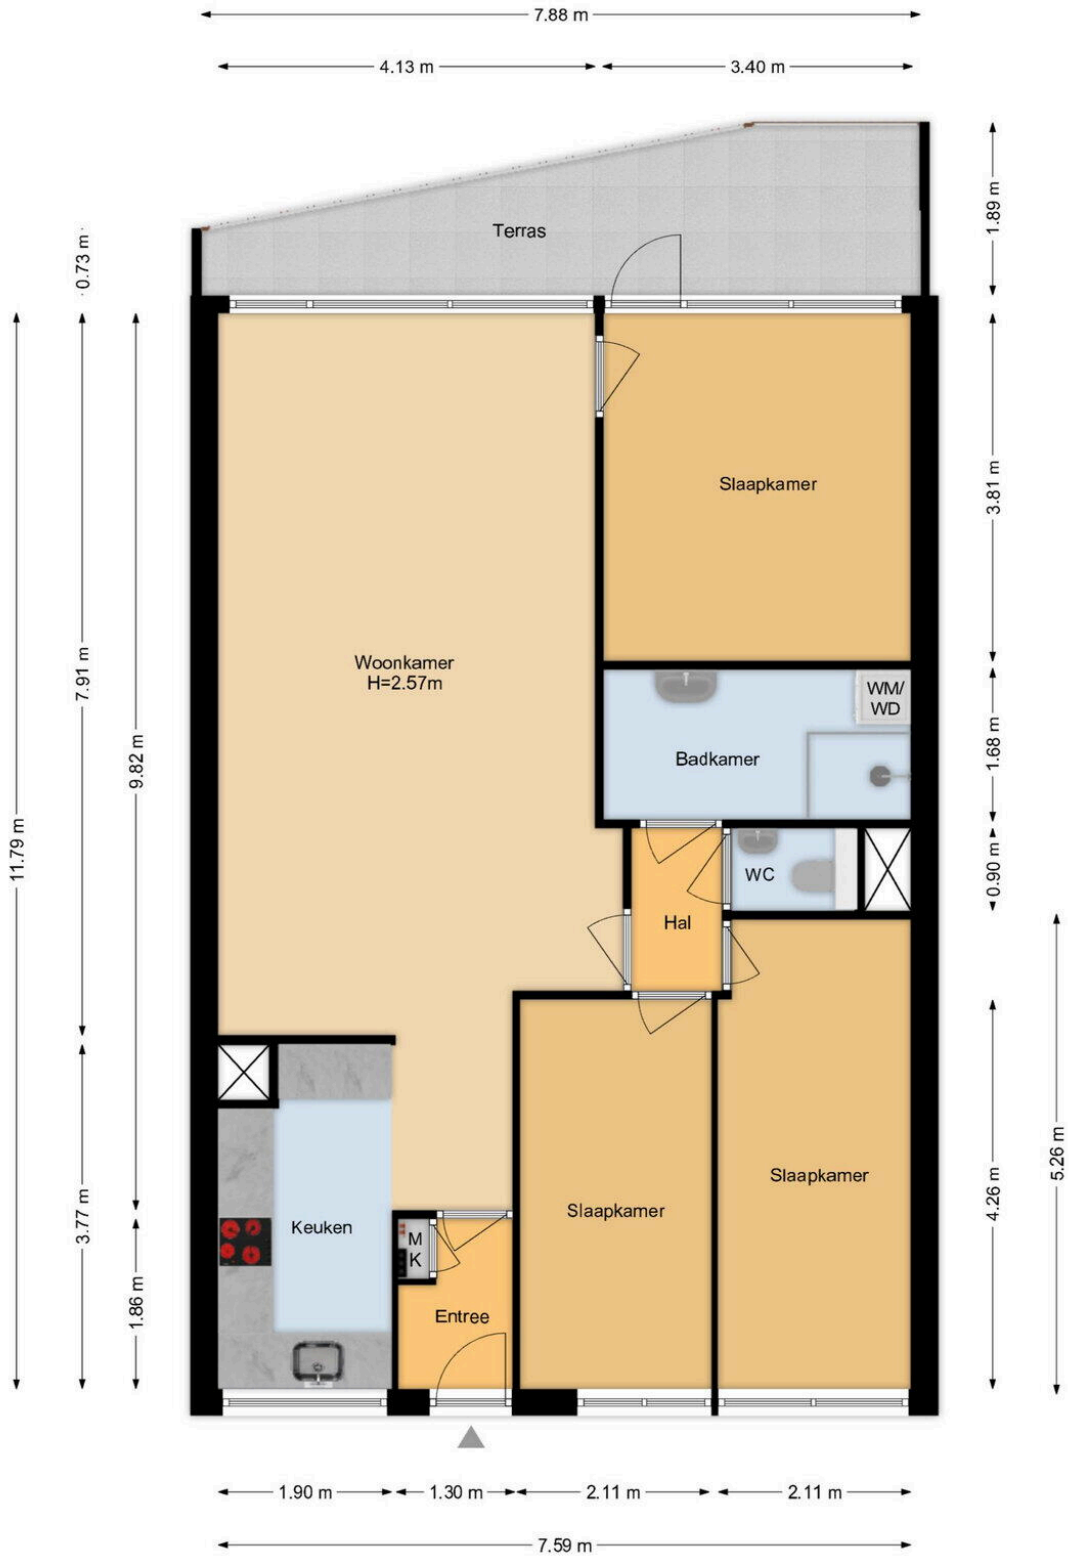 7.88 m
4.13 m
3.40 m
1.89 m
0.73 m
Terras
Slaapkamer
3.81 m
Woonkamer
H=2.57m
7.91 m
9.82 m
11.79 m
WM/
WD
Badkamer
1.68 m
WC
0.90 m
Hal
Slaapkamer
Slaapkamer
4.26 m
5.26 m
3.77 m
1.86 m
Keuken
M
K
Entree
1.90 m
1.30 m
2.11 m
2.11 m
7.59 m